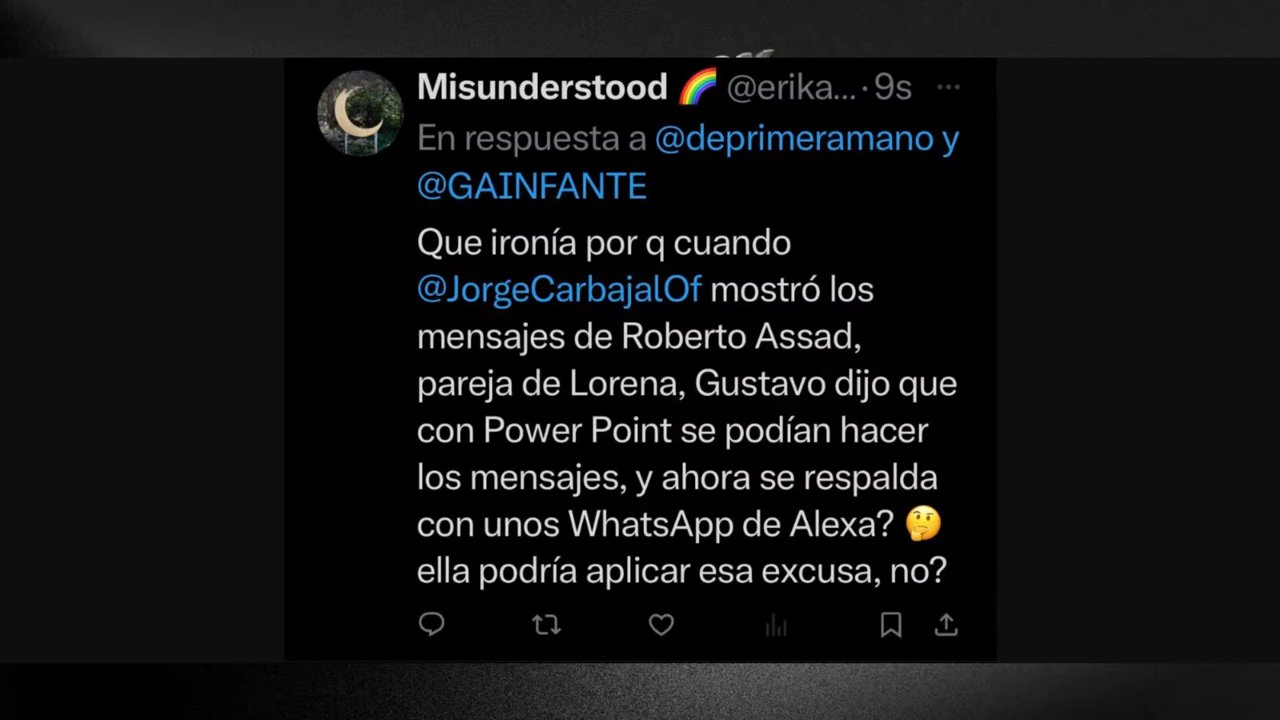 Misunderstood 🌈 @erika... · 9s ...
En respuesta a @deprimeramano y
@GAINFANTE
Que ironía por q cuando
@JorgeCarbajalOf mostró los
mensajes de Roberto Assad,
pareja de Lorena, Gustavo dijo que
con Power Point se podían hacer
los mensajes, y ahora se respalda
con unos WhatsApp de Alexa? 🤔
ella podría aplicar esa excusa, no?